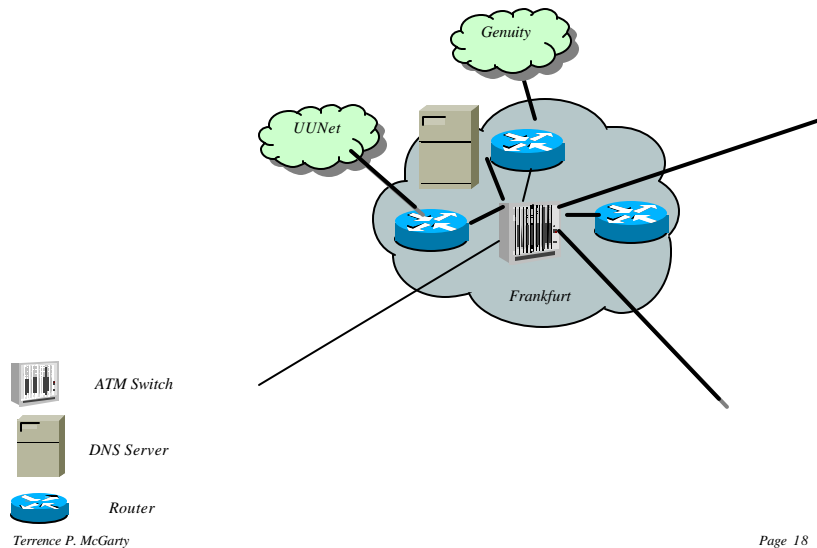 Genuity
UUNet
Frankfurt
ATM Switch
DNS Server
Router
Terrence P. McGarty
Page 18